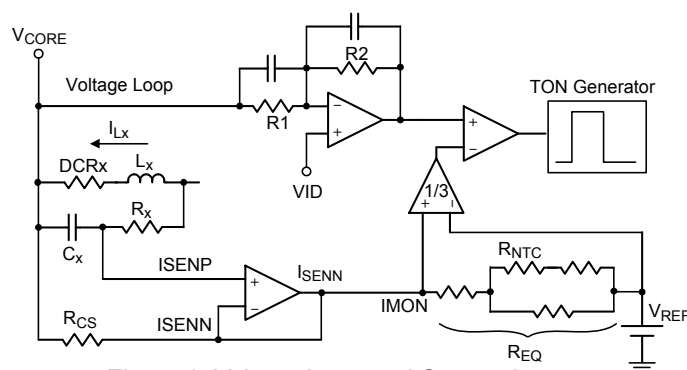 VCORE
Voltage Loop
R2
R1
TON Generator
ILx
DCRx
Lx
VID
Rx
Cx
1/3
+
−
ISENP
ISENN
ISENN
IMON
RNTC
VREF
RCS
REQ